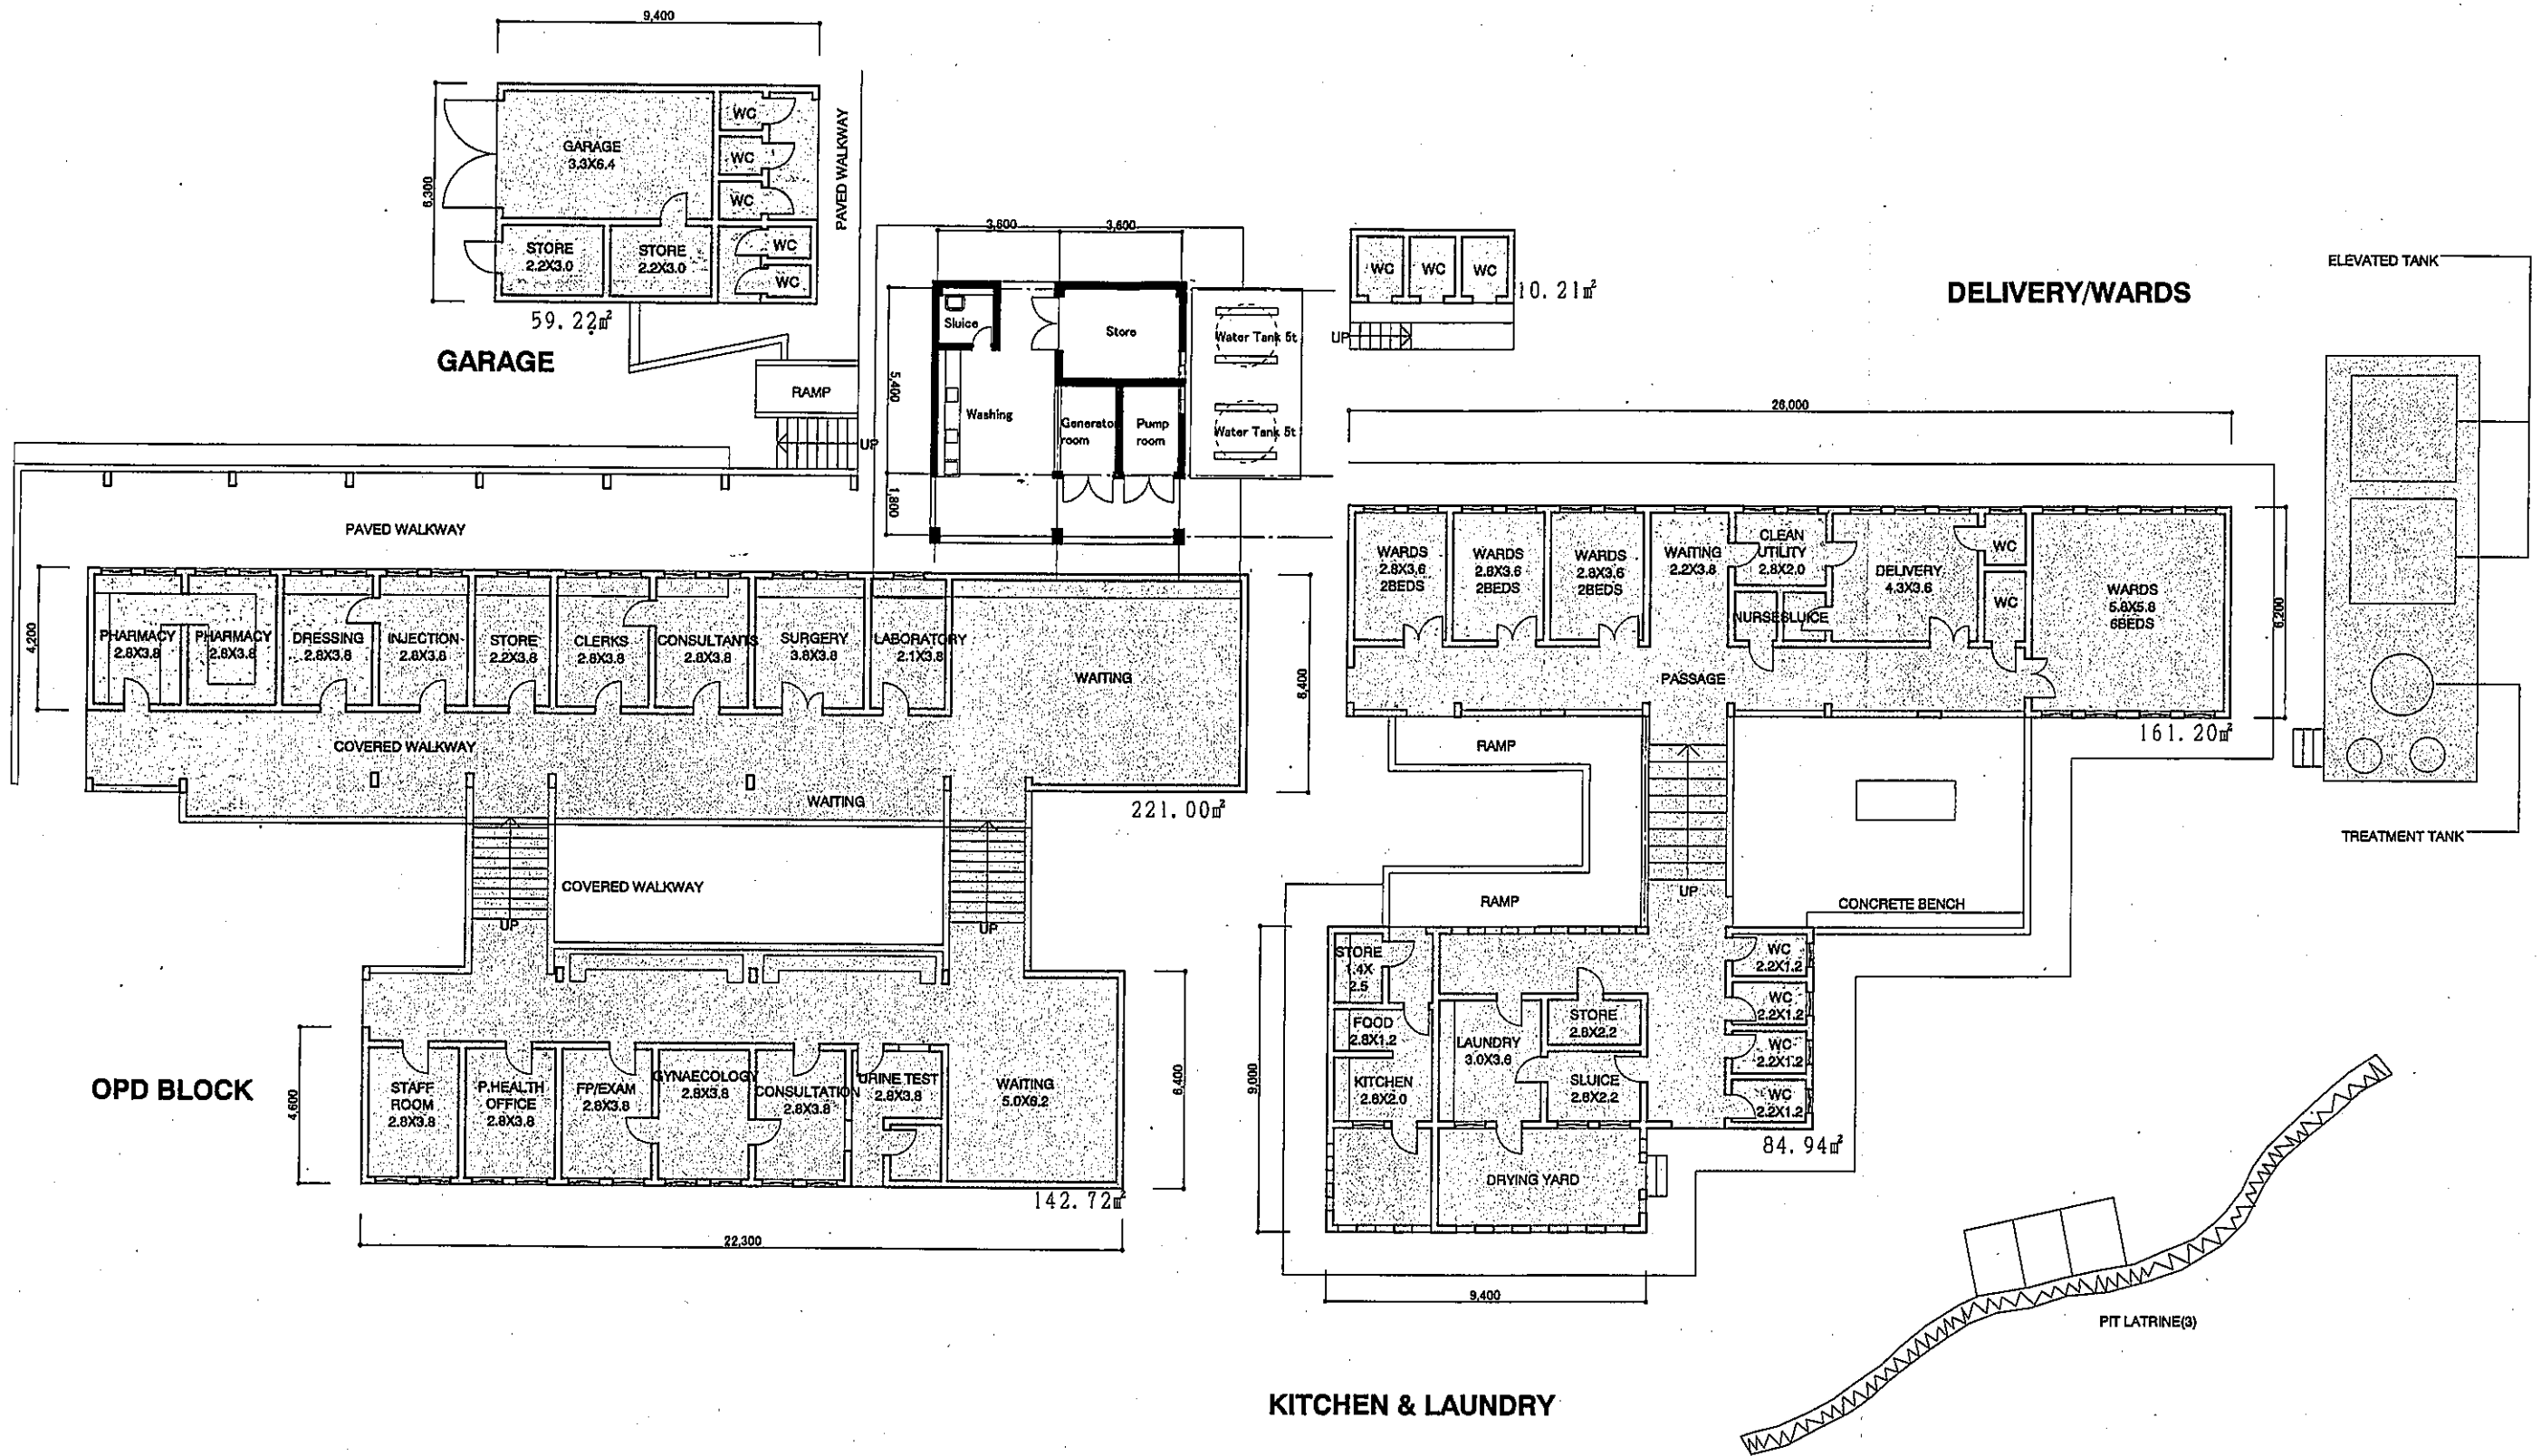 9,400
6,300
GARAGE
3.3X6.4
WC
WC
WC
WC
WC
STORE
2.2X3.0
STORE
2.2X3.0
59.22㎡
GARAGE
PAVED WALKWAY
RAMP
UP
3,600
3,600
5,400
1,800
Sluice
Store
Washing
Generator
room
Pump
room
Water Tank 5t
Water Tank 5t
WC
WC
WC
10.21㎡
UP
DELIVERY/WARDS
ELEVATED TANK
TREATMENT TANK
26,000
6,200
WARDS
2.8X3.6
2BEDS
WARDS
2.8X3.6
2BEDS
WARDS
2.8X3.6
2BEDS
WAITING
2.2X3.8
CLEAN
UTILITY
2.8X2.0
NURSE
SLUICE
DELIVERY
4.3X3.6
WC
WC
WARDS
5.8X5.8
6BEDS
PASSAGE
161.20㎡
PAVED WALKWAY
4,200
PHARMACY
2.8X3.8
PHARMACY
2.8X3.8
DRESSING
2.8X3.8
INJECTION
2.8X3.8
STORE
2.2X3.8
CLERKS
2.8X3.8
CONSULTANTS
2.8X3.8
SURGERY
3.8X3.8
LABORATORY
2.1X3.8
WAITING
6,400
COVERED WALKWAY
WAITING
221.00㎡
COVERED WALKWAY
UP
UP
OPD BLOCK
4,600
STAFF
ROOM
2.8X3.8
P.HEALTH
OFFICE
2.8X3.8
FP/EXAM
2.8X3.8
GYNAECOLOGY
2.8X3.8
CONSULTATION
2.8X3.8
URINE TEST
2.8X3.8
WAITING
5.0X6.2
6,400
142.72㎡
22,300
RAMP
RAMP
UP
CONCRETE BENCH
9,000
STORE
1.4X
2.5
FOOD
2.8X1.2
KITCHEN
2.8X2.0
LAUNDRY
3.0X3.6
STORE
2.8X2.2
SLUICE
2.8X2.2
WC
2.2X1.2
WC
2.2X1.2
WC
2.2X1.2
WC
2.2X1.2
84.94㎡
DRYING YARD
9,400
KITCHEN & LAUNDRY
PIT LATRINE(3)